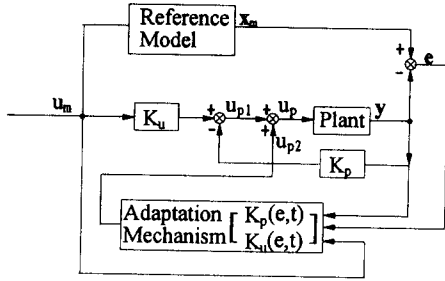 Reference
Model
x_m
+
-
e
u_m
K_u
+
-
u_p1
+
+
u_p
u_p2
Plant
y
K_p
Adaptation
Mechanism
[K_p(e,t)
K_u(e,t)]